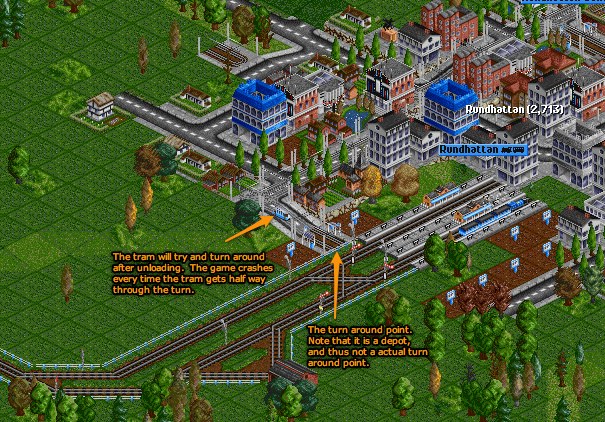 Rundhattan (2,713)
Rundhattan
The tram will try and turn around
after unloading. The game crashes
every time the tram gets half way
through the turn.
The turn around point.
Note that it is a depot,
and thus not a actual turn
around point.